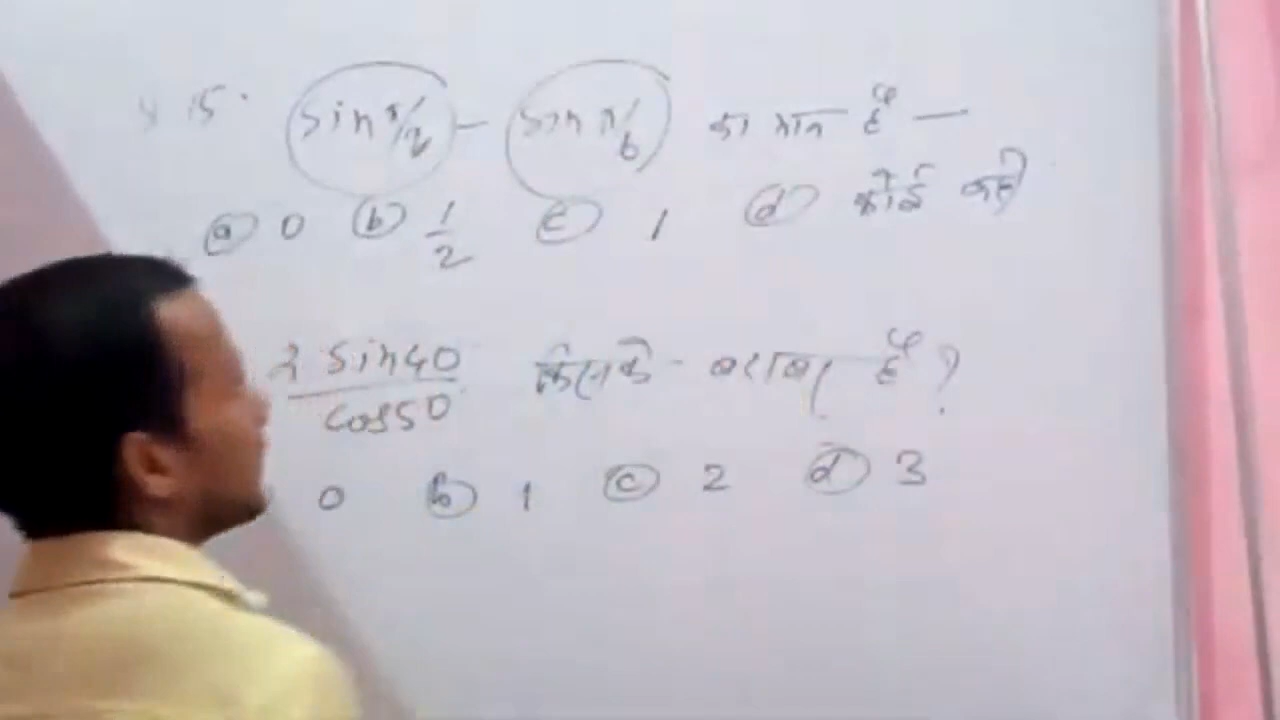 15. sin π/2 - sin π/6 का मान है —
(a) 0 (b) 1/2 (c) 1 (d) कोई नही
2 sin40 / cos50 किसके बराबर है ?
0 (b) 1 (c) 2 (d) 3